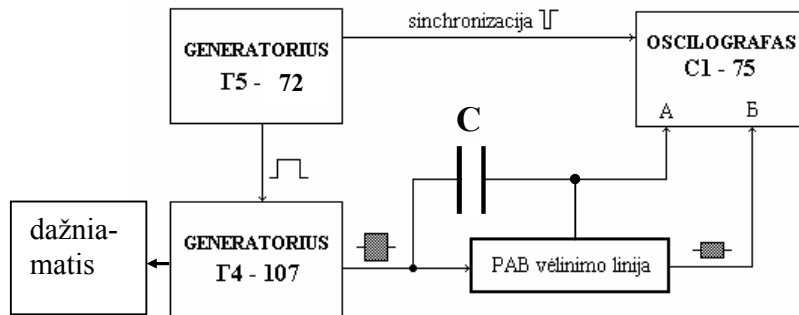 sinchronizacija
GENERATORIUS
Г5 - 72
OSCILOGRAFAS
C1 - 75
А Б
C
dažnia-
matis
GENERATORIUS
Г4 - 107
PAB vėlinimo linija